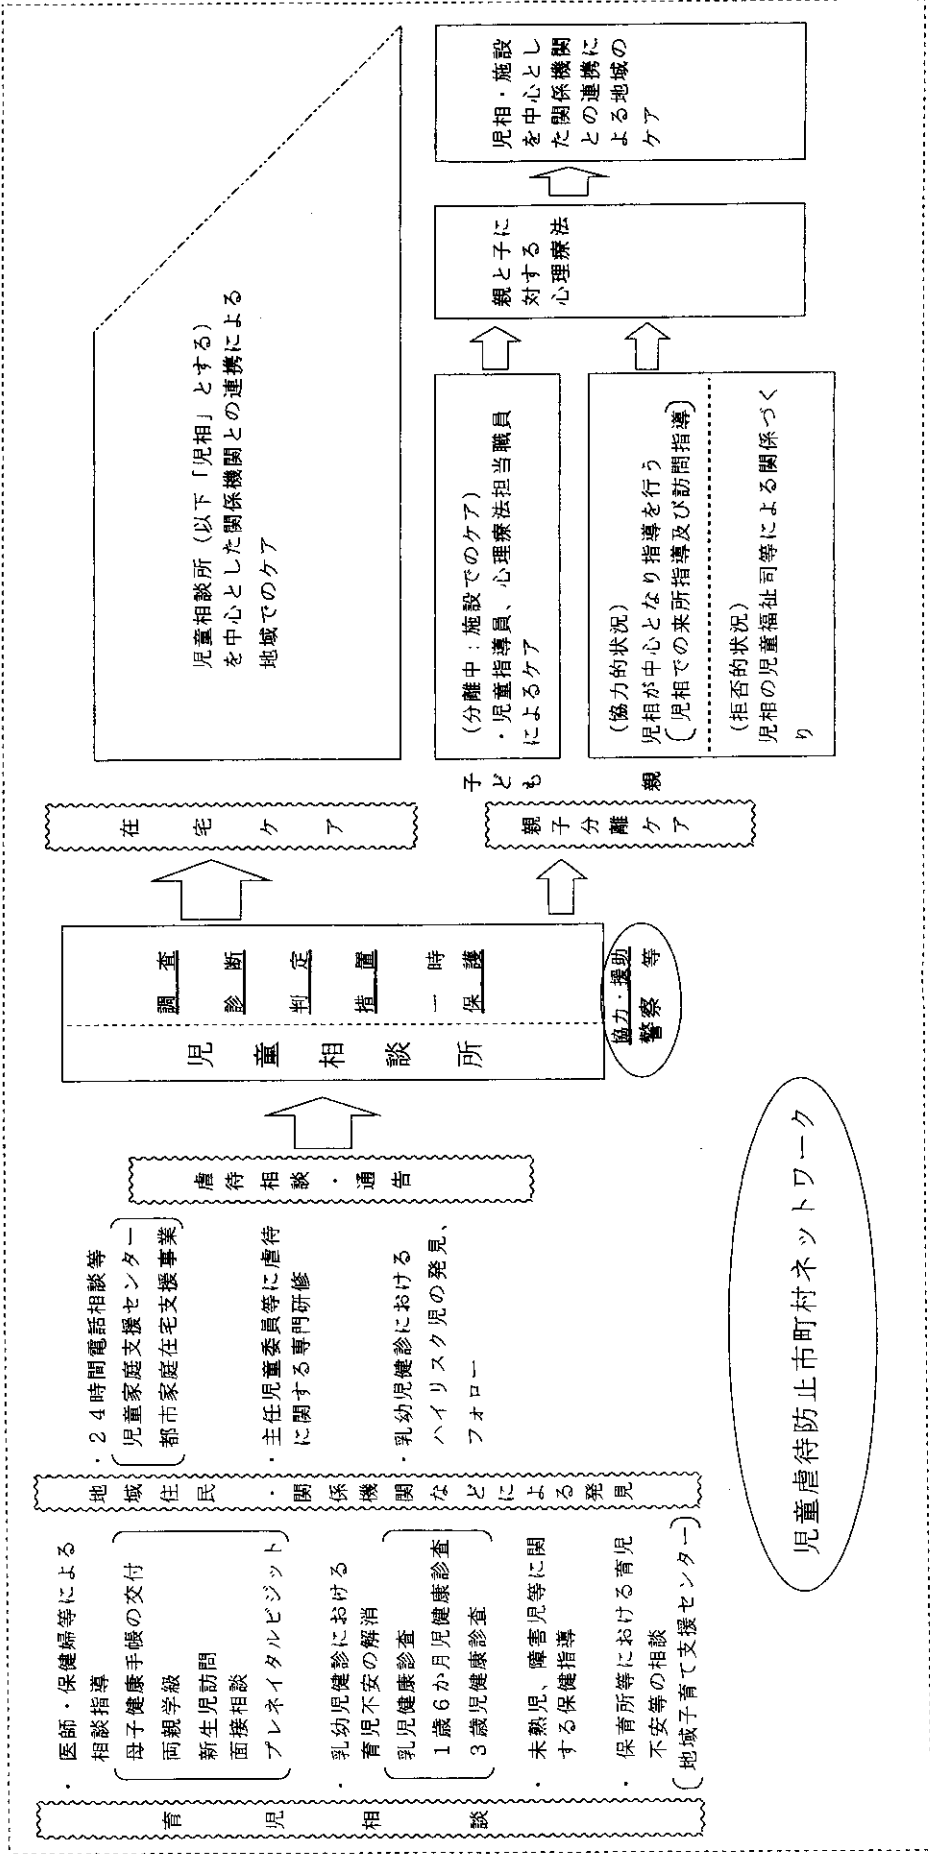 育児相談
・医師・保健婦等による
相談指導
母子健康手帳の交付
両親学級
新生児訪問
面接相談
プレネイタルビジット
・乳幼児健診における
育児不安の解消
乳児健康診査
1歳6か月児健康診査
3歳児健康診査
・未熟児、障害児等に関
する保健指導
・保育所等における育児
不安等の相談
(地域子育て支援センター)
地域住民・関係機関などによる発見
・24時間電話相談等
児童家庭支援センター
都市家庭在宅支援事業
・主任児童委員等に虐待
に関する専門研修
・乳幼児健診における
ハイリスク児の発見、
フォロー
虐待相談・通告
児童相談所
調査
診断
判定
措置
一時
保護
協力・援助
警察等
在宅ケア
児童相談所（以下「児相」とする）
を中心とした関係機関との連携による
地域でのケア
親子分離ケア
子ども
（分離中：施設でのケア）
・児童指導員、心理療法担当職員
によるケア
親
（協力的状況）
児相が中心となり指導を行う
(児相での来所指導及び訪問指導)
（拒否的状況）
児相の児童福祉司等による関係づく
り
親と子に
対する
心理療法
児相・施設
を中心とし
た関係機関
との連携に
よる地域の
ケア
児童虐待防止市町村ネットワーク